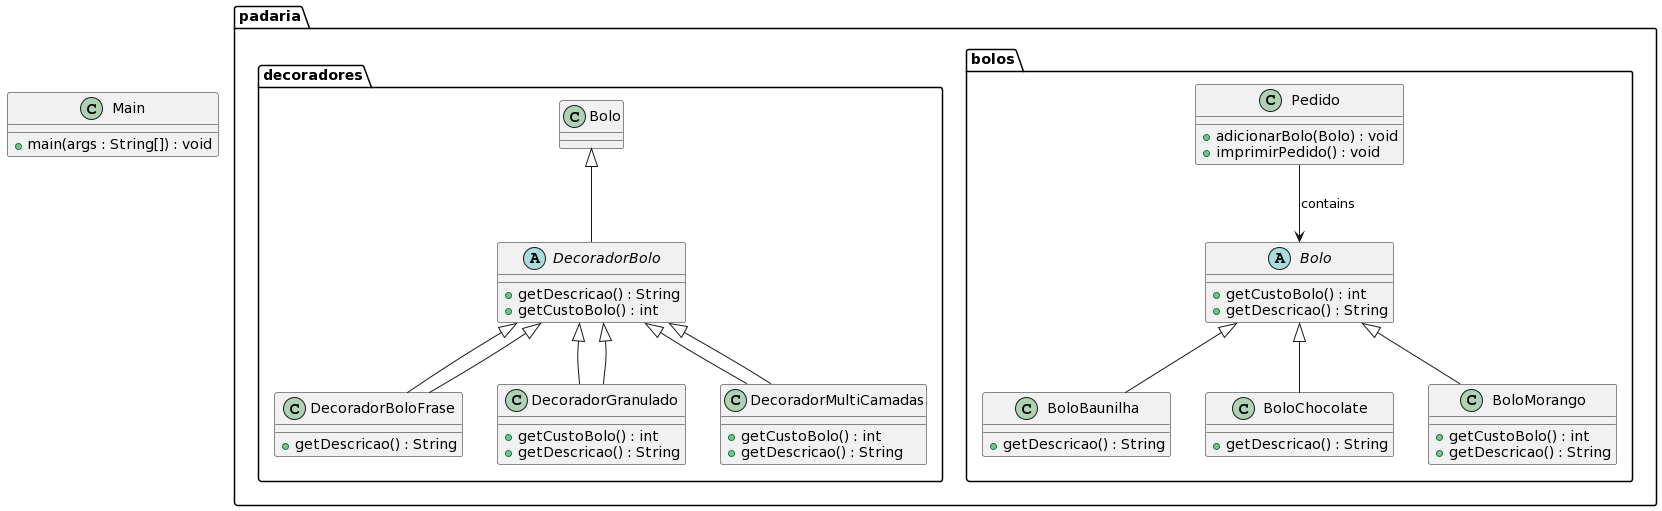 padaria
decoradores
bolos
C Main
main(args : String[]) : void
C Bolo
C Pedido
adicionarBolo(Bolo) : void
imprimirPedido() : void
contains
A DecoradorBolo
getDescricao() : String
getCustoBolo() : int
A Bolo
getCustoBolo() : int
getDescricao() : String
C DecoradorBoloFrase
getDescricao() : String
C DecoradorGranulado
getCustoBolo() : int
getDescricao() : String
C DecoradorMultiCamadas
getCustoBolo() : int
getDescricao() : String
C BoloBaunilha
getDescricao() : String
C BoloChocolate
getDescricao() : String
C BoloMorango
getCustoBolo() : int
getDescricao() : String